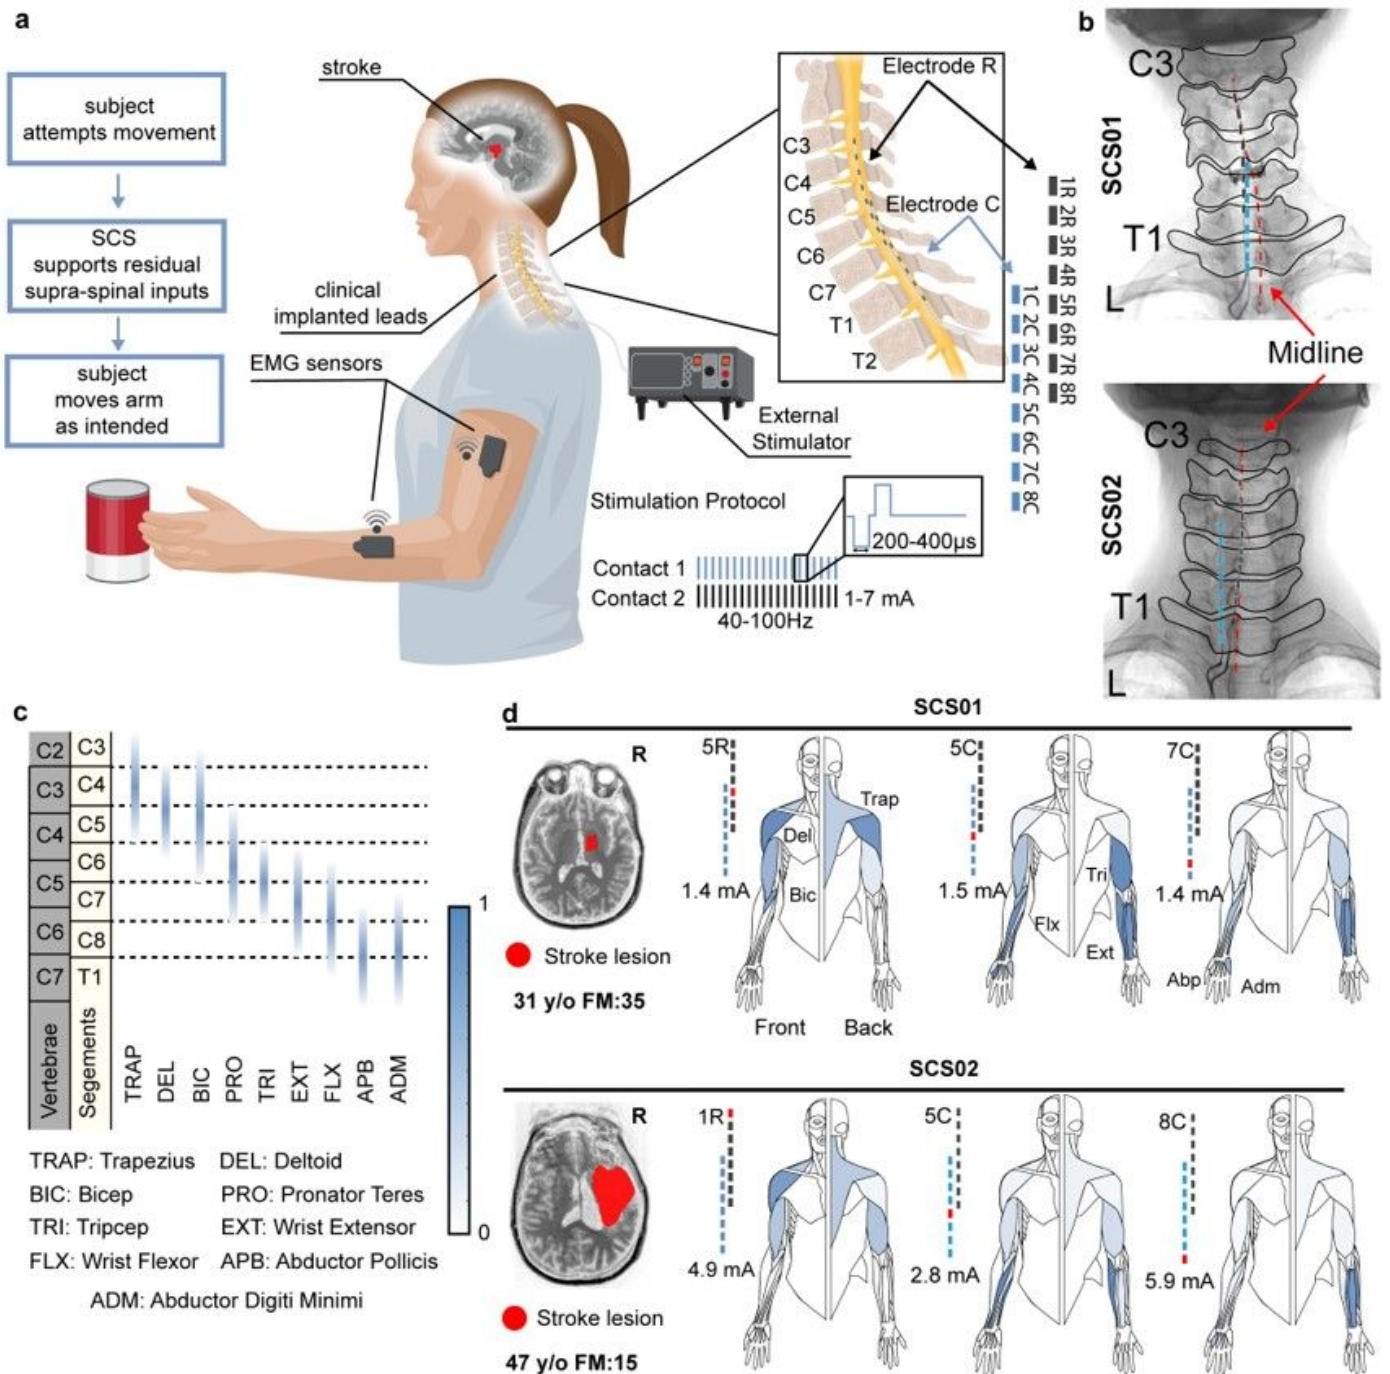 a
subject
attempts movement
SCS
supports residual
supra-spinal inputs
subject
moves arm
as intended
stroke
clinical
implanted leads
EMG sensors
Electrode R
Electrode C
C3
C4
C5
C6
C7
T1
T2
1R 2R 3R 4R 5R 6R 7R 8R
1C 2C 3C 4C 5C 6C 7C 8C
External
Stimulator
Stimulation Protocol
200-400µs
Contact 1
Contact 2
1-7 mA
40-100Hz
b
SCS01
C3
T1
L
Midline
SCS02
C3
T1
L
c
C2
C3
C4
C5
C6
C7
Vertebrae
C3
C4
C5
C6
C7
C8
T1
Segements
TRAP
DEL
BIC
PRO
TRI
EXT
FLX
APB
ADM
1
0
TRAP: Trapezius DEL: Deltoid
BIC: Bicep PRO: Pronator Teres
TRI: Tripcep EXT: Wrist Extensor
FLX: Wrist Flexor APB: Abductor Pollicis
ADM: Abductor Digiti Minimi
d
SCS01
R
Stroke lesion
31 y/o FM:35
5R
1.4 mA
Trap
Del
Bic
Front Back
5C
1.5 mA
Tri
Flx
Ext
7C
1.4 mA
Abp
Adm
SCS02
R
Stroke lesion
47 y/o FM:15
1R
4.9 mA
5C
2.8 mA
8C
5.9 mA